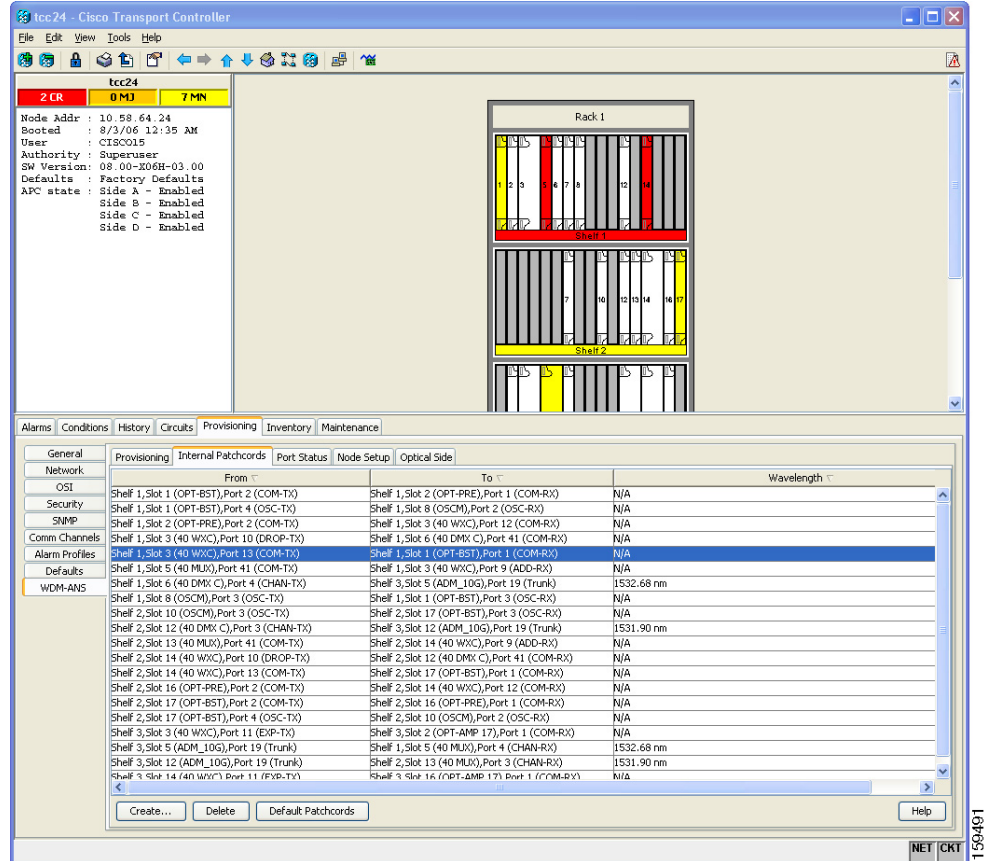 tcc24 - Cisco Transport Controller
File Edit View Tools Help
tcc24
2 CR 0 MJ 7 MN
Node Addr : 10.58.64.24
Booted : 8/3/06 12:35 AM
User : CISCO15
Authority : Superuser
SW Version: 08.00-X06H-03.00
Defaults : Factory Defaults
APC state : Side A - Enabled
Side B - Enabled
Side C - Enabled
Side D - Enabled
Rack 1
1 2 3 5 6 7 8 12 14
Shelf 1
7 10 12 13 14 16 17
Shelf 2
Alarms Conditions History Circuits Provisioning Inventory Maintenance
General
Network
OSI
Security
SNMP
Comm Channels
Alarm Profiles
Defaults
WDM-ANS
Provisioning Internal Patchcords Port Status Node Setup Optical Side
From To Wavelength
Shelf 1,Slot 1 (OPT-BST),Port 2 (COM-TX) Shelf 1,Slot 2 (OPT-PRE),Port 1 (COM-RX) N/A
Shelf 1,Slot 1 (OPT-BST),Port 4 (OSC-TX) Shelf 1,Slot 8 (OSCM),Port 2 (OSC-RX) N/A
Shelf 1,Slot 2 (OPT-PRE),Port 2 (COM-TX) Shelf 1,Slot 3 (40 WXC),Port 12 (COM-RX) N/A
Shelf 1,Slot 3 (40 WXC),Port 10 (DROP-TX) Shelf 1,Slot 6 (40 DMX C),Port 41 (COM-RX) N/A
Shelf 1,Slot 3 (40 WXC),Port 13 (COM-TX) Shelf 1,Slot 1 (OPT-BST),Port 1 (COM-RX) N/A
Shelf 1,Slot 5 (40 MUX),Port 41 (COM-TX) Shelf 1,Slot 3 (40 WXC),Port 9 (ADD-RX) N/A
Shelf 1,Slot 6 (40 DMX C),Port 4 (CHAN-TX) Shelf 3,Slot 5 (ADM_10G),Port 19 (Trunk) 1532.68 nm
Shelf 1,Slot 8 (OSCM),Port 3 (OSC-TX) Shelf 1,Slot 1 (OPT-BST),Port 3 (OSC-RX) N/A
Shelf 2,Slot 10 (OSCM),Port 3 (OSC-TX) Shelf 2,Slot 17 (OPT-BST),Port 3 (OSC-RX) N/A
Shelf 2,Slot 12 (40 DMX C),Port 3 (CHAN-TX) Shelf 3,Slot 12 (ADM_10G),Port 19 (Trunk) 1531.90 nm
Shelf 2,Slot 13 (40 MUX),Port 41 (COM-TX) Shelf 2,Slot 14 (40 WXC),Port 9 (ADD-RX) N/A
Shelf 2,Slot 14 (40 WXC),Port 10 (DROP-TX) Shelf 2,Slot 12 (40 DMX C),Port 41 (COM-RX) N/A
Shelf 2,Slot 14 (40 WXC),Port 13 (COM-TX) Shelf 2,Slot 17 (OPT-BST),Port 1 (COM-RX) N/A
Shelf 2,Slot 16 (OPT-PRE),Port 2 (COM-TX) Shelf 2,Slot 14 (40 WXC),Port 12 (COM-RX) N/A
Shelf 2,Slot 17 (OPT-BST),Port 2 (COM-TX) Shelf 2,Slot 16 (OPT-PRE),Port 1 (COM-RX) N/A
Shelf 2,Slot 17 (OPT-BST),Port 4 (OSC-TX) Shelf 2,Slot 10 (OSCM),Port 2 (OSC-RX) N/A
Shelf 3,Slot 3 (40 WXC),Port 11 (EXP-TX) Shelf 3,Slot 2 (OPT-AMP 17),Port 1 (COM-RX) N/A
Shelf 3,Slot 5 (ADM_10G),Port 19 (Trunk) Shelf 1,Slot 5 (40 MUX),Port 4 (CHAN-RX) 1532.68 nm
Shelf 3,Slot 12 (ADM_10G),Port 19 (Trunk) Shelf 2,Slot 13 (40 MUX),Port 3 (CHAN-RX) 1531.90 nm
Shelf 3,Slot 14 (40 WXC),Port 11 (EXP-TX) Shelf 3,Slot 16 (OPT-AMP 17),Port 1 (COM-RX) N/A
Create... Delete Default Patchcords Help
NET CKT
159491